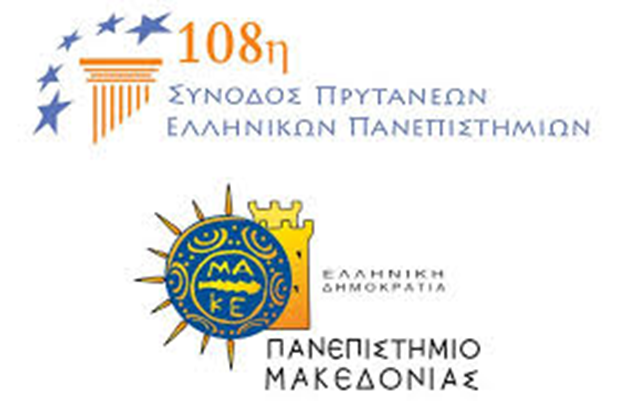 108η
ΣΥΝΟΔΟΣ ΠΡΥΤΑΝΕΩΝ
ΕΛΛΗΝΙΚΩΝ ΠΑΝΕΠΙΣΤΗΜΙΩΝ
ΜΑ
ΚΕ
ΕΛΛΗΝΙΚΗ
ΔΗΜΟΚΡΑΤΙΑ
ΠΑΝΕΠΙΣΤΗΜΙΟ
ΜΑΚΕΔΟΝΙΑΣ